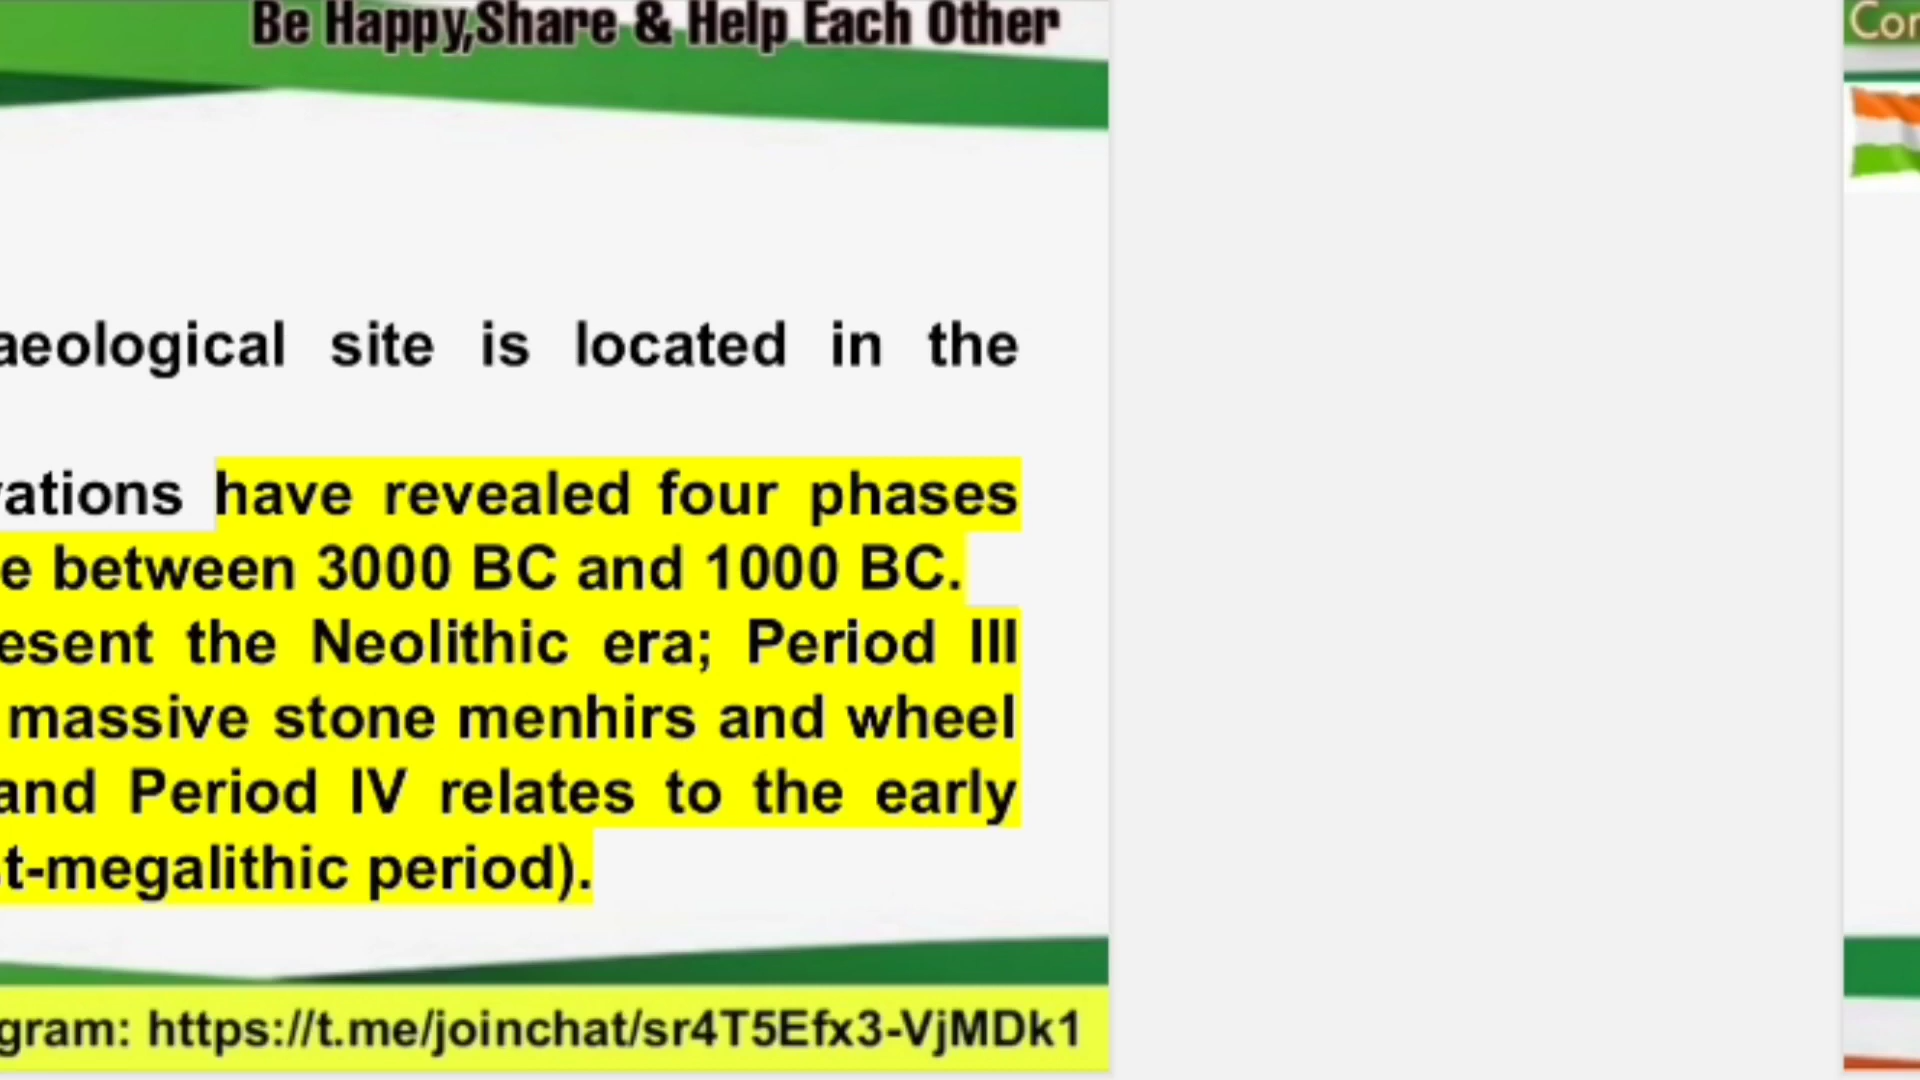 Be Happy,Share & Help Each Other
aeological site is located in the
vations have revealed four phases
e between 3000 BC and 1000 BC.
esent the Neolithic era; Period III
massive stone menhirs and wheel
and Period IV relates to the early
t-megalithic period).
gram: https://t.me/joinchat/sr4T5Efx3-VjMDk1
Cor